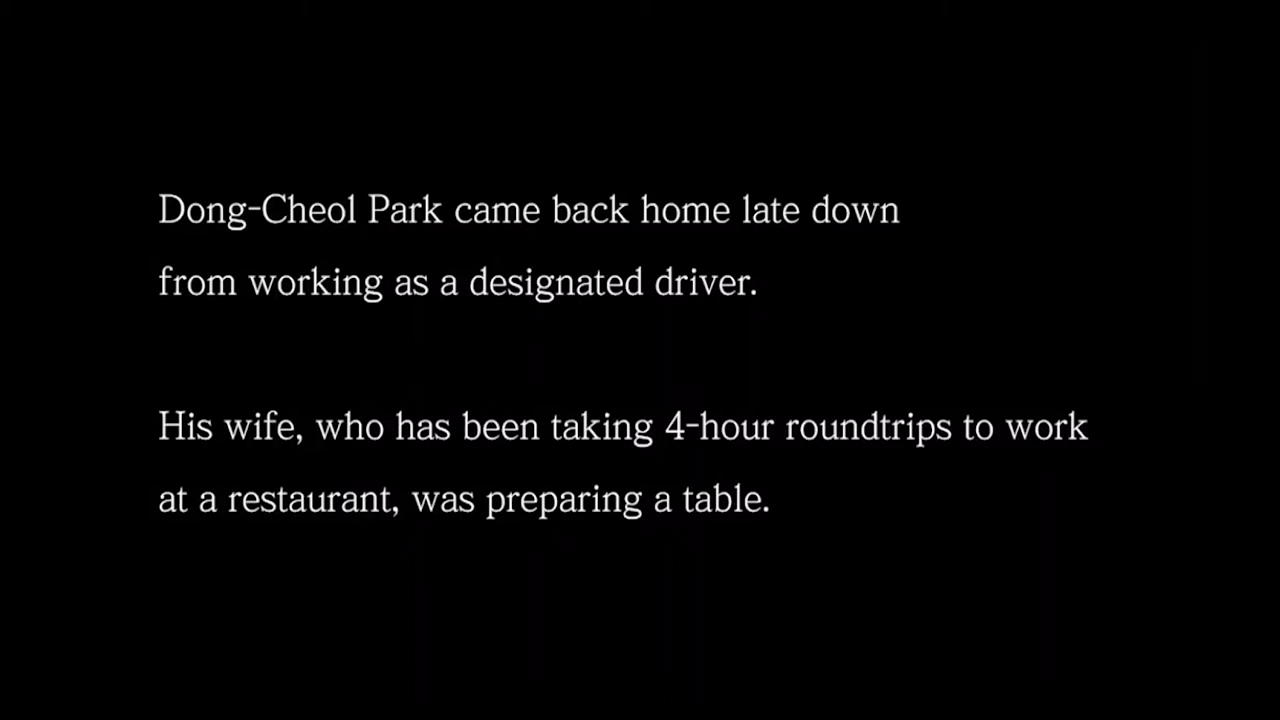 Dong-Cheol Park came back home late down
from working as a designated driver.
His wife, who has been taking 4-hour roundtrips to work
at a restaurant, was preparing a table.